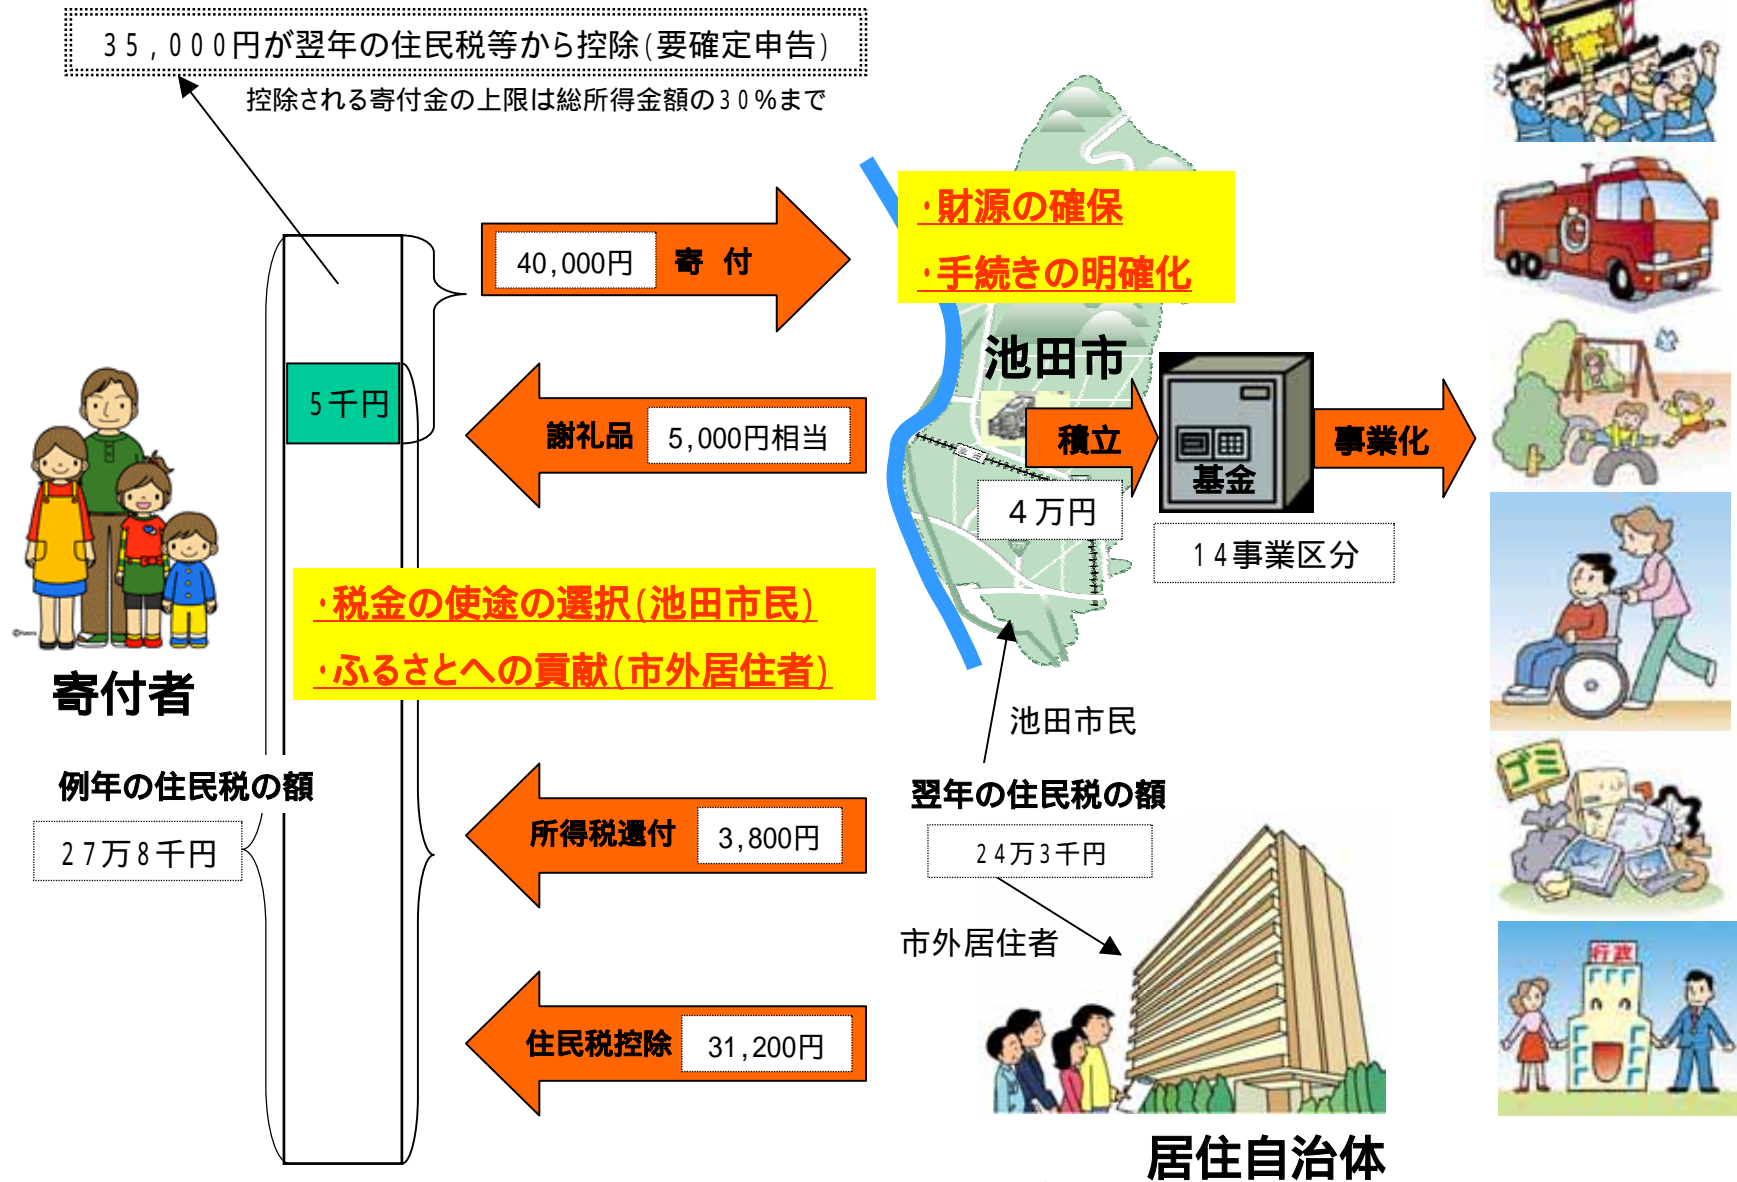 35,000円が翌年の住民税等から控除(要確定申告)
控除される寄付金の上限は総所得金額の30%まで
・財源の確保
・手続きの明確化
40,000円
寄 付
池田市
5千円
謝礼品
5,000円相当
積立
基金
事業化
4万円
14事業区分
・税金の使途の選択(池田市民)
・ふるさとへの貢献(市外居住者)
寄付者
池田市民
例年の住民税の額
27万8千円
翌年の住民税の額
24万3千円
所得税還付
3,800円
市外居住者
住民税控除
31,200円
居住自治体
ゴミ
行政